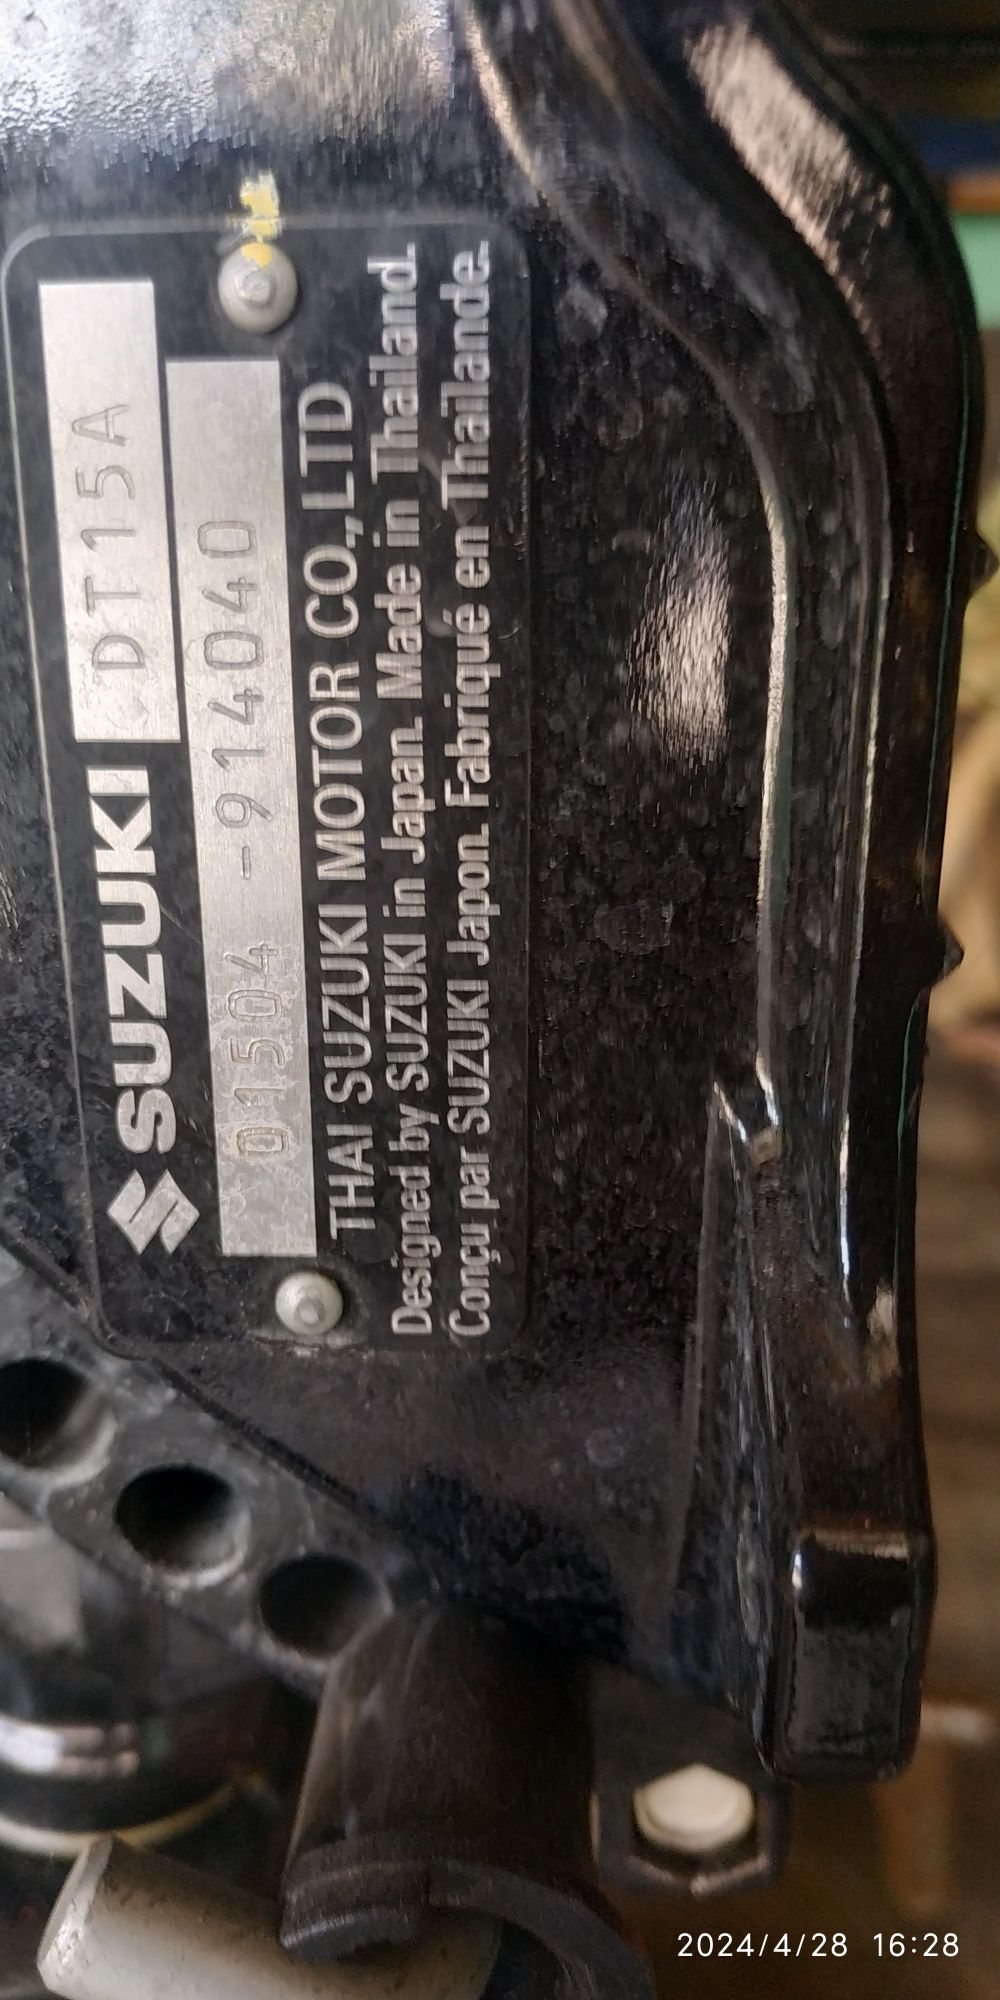 SUZUKI DT15A
01504-914040
THAI SUZUKI MOTOR CO.,LTD
Designed by SUZUKI in Japan. Made in Thailand.
Conçu par SUZUKI Japon. Fabriqué en Thailande.
2024/4/28 16:28